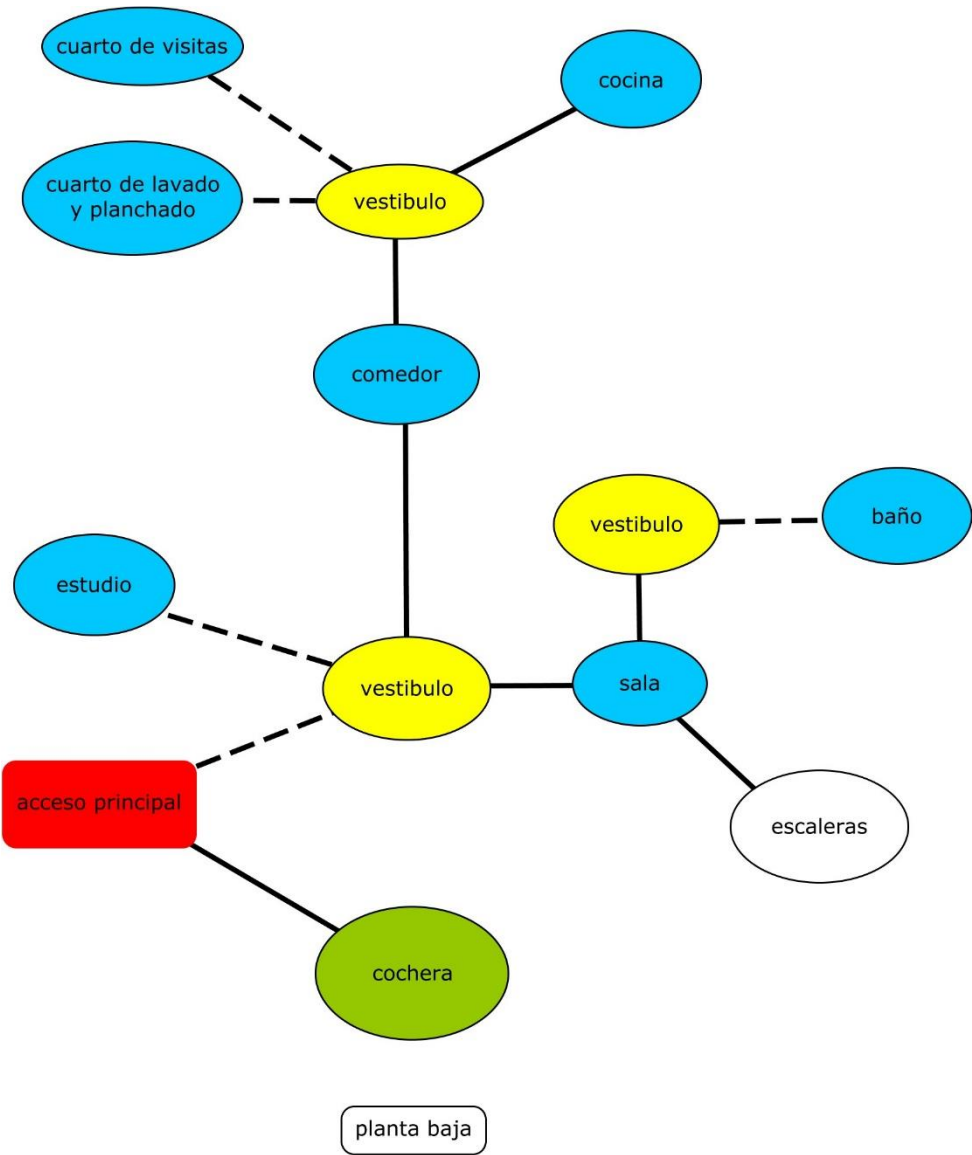 cuarto de visitas
cocina
cuarto de lavado
y planchado
vestibulo
comedor
vestibulo
baño
estudio
vestibulo
sala
acceso principal
escaleras
cochera
planta baja